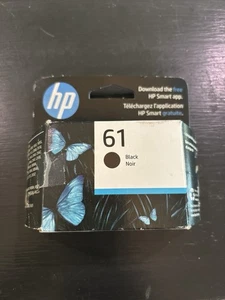 Download the free
HP Smart app.
Téléchargez l'application
HP Smart gratuite.
hp
61
Black
Noir